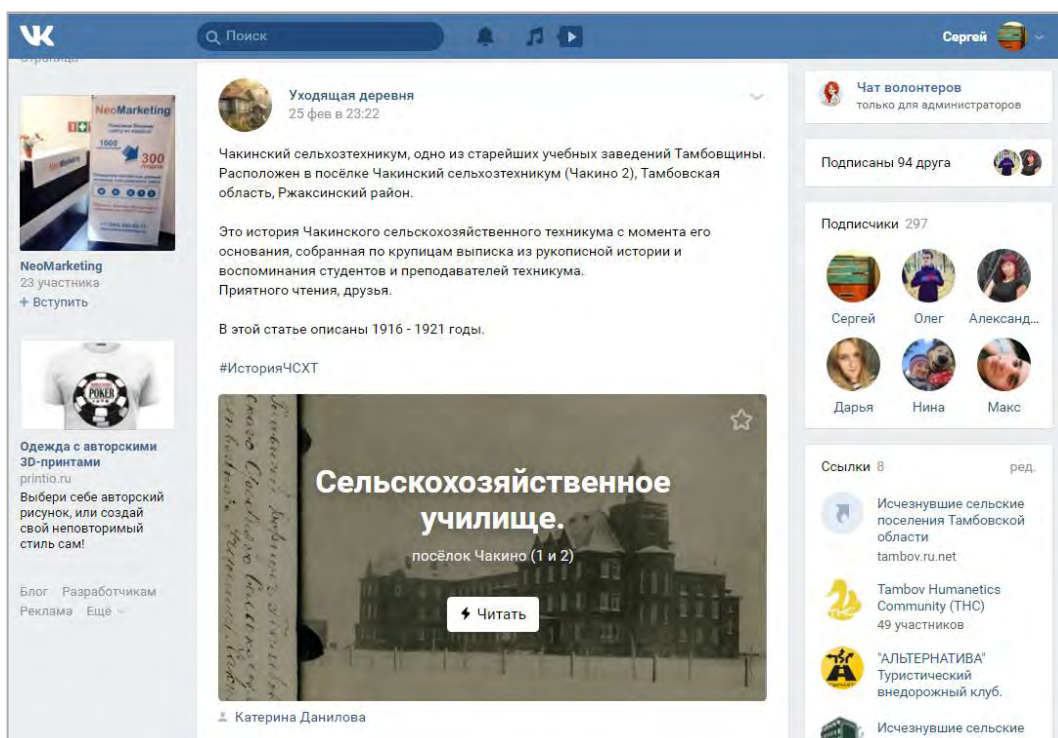 Поиск
Сергей
NeoMarketing
1000
300
NeoMarketing
23 участника
+ Вступить
POKER
Одежда с авторскими
3D-принтами
printio.ru
Выбери себе авторский
рисунок, или создай
свой неповторимый
стиль сам!
Блог Разработчикам
Реклама Ещё
Уходящая деревня
25 фев в 23:22
Чакинский сельхозтехникум, одно из старейших учебных заведений Тамбовщины.
Расположен в посёлке Чакинский сельхозтехникум (Чакино 2), Тамбовская
область, Ржаксинский район.
Это история Чакинского сельскохозяйственного техникума с момента его
основания, собранная по крупицам выписка из рукописной истории и
воспоминания студентов и преподавателей техникума.
Приятного чтения, друзья.
В этой статье описаны 1916 - 1921 годы.
#ИсторияЧСХТ
Сельскохозяйственное
училище.
посёлок Чакино (1 и 2)
Читать
Катерина Данилова
Чат волонтеров
только для администраторов
Подписаны 94 друга
Подписчики 297
Сергей Олег Александ...
Дарья Нина Макс
Ссылки 8 ред.
Исчезнувшие сельские
поселения Тамбовской
области
tambov.ru.net
Tambov Humanetics
Community (THC)
49 участников
"АЛЬТЕРНАТИВА"
Туристический
внедорожный клуб.
Исчезнувшие сельские